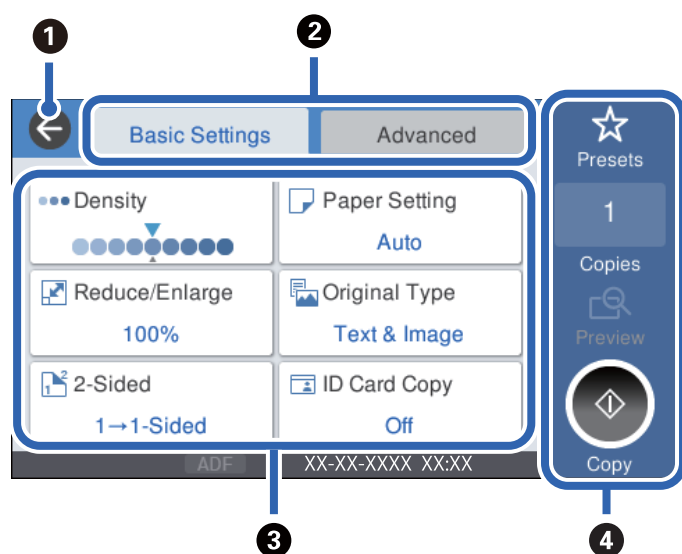 1
2
Basic Settings
Advanced
Presets
Density
Paper Setting
Auto
1
Copies
Reduce/Enlarge
100%
Original Type
Text & Image
Preview
1 2 2-Sided
1→1-Sided
ID Card Copy
Off
Copy
ADF
XX-XX-XXXX XX:XX
3
4